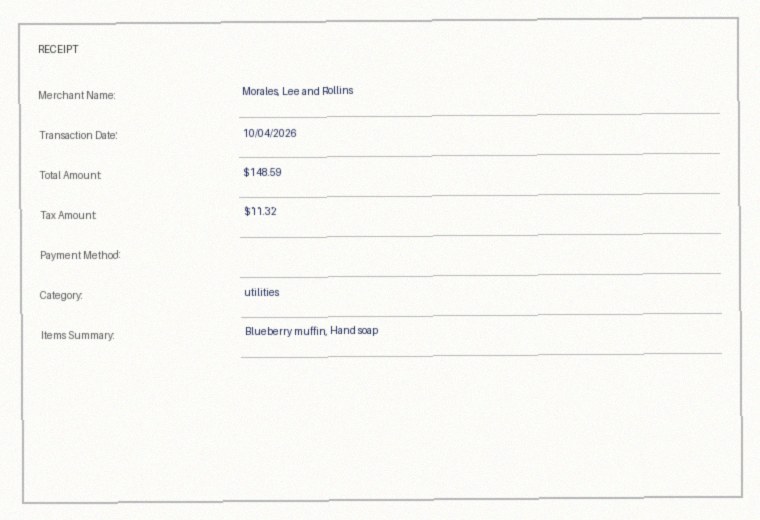 RECEIPT
Merchant Name: Morales, Lee and Rollins
Transaction Date: 10/04/2026
Total Amount: $148.59
Tax Amount: $11.32
Payment Method:
Category: utilities
Items Summary: Blueberry muffin, Hand soap